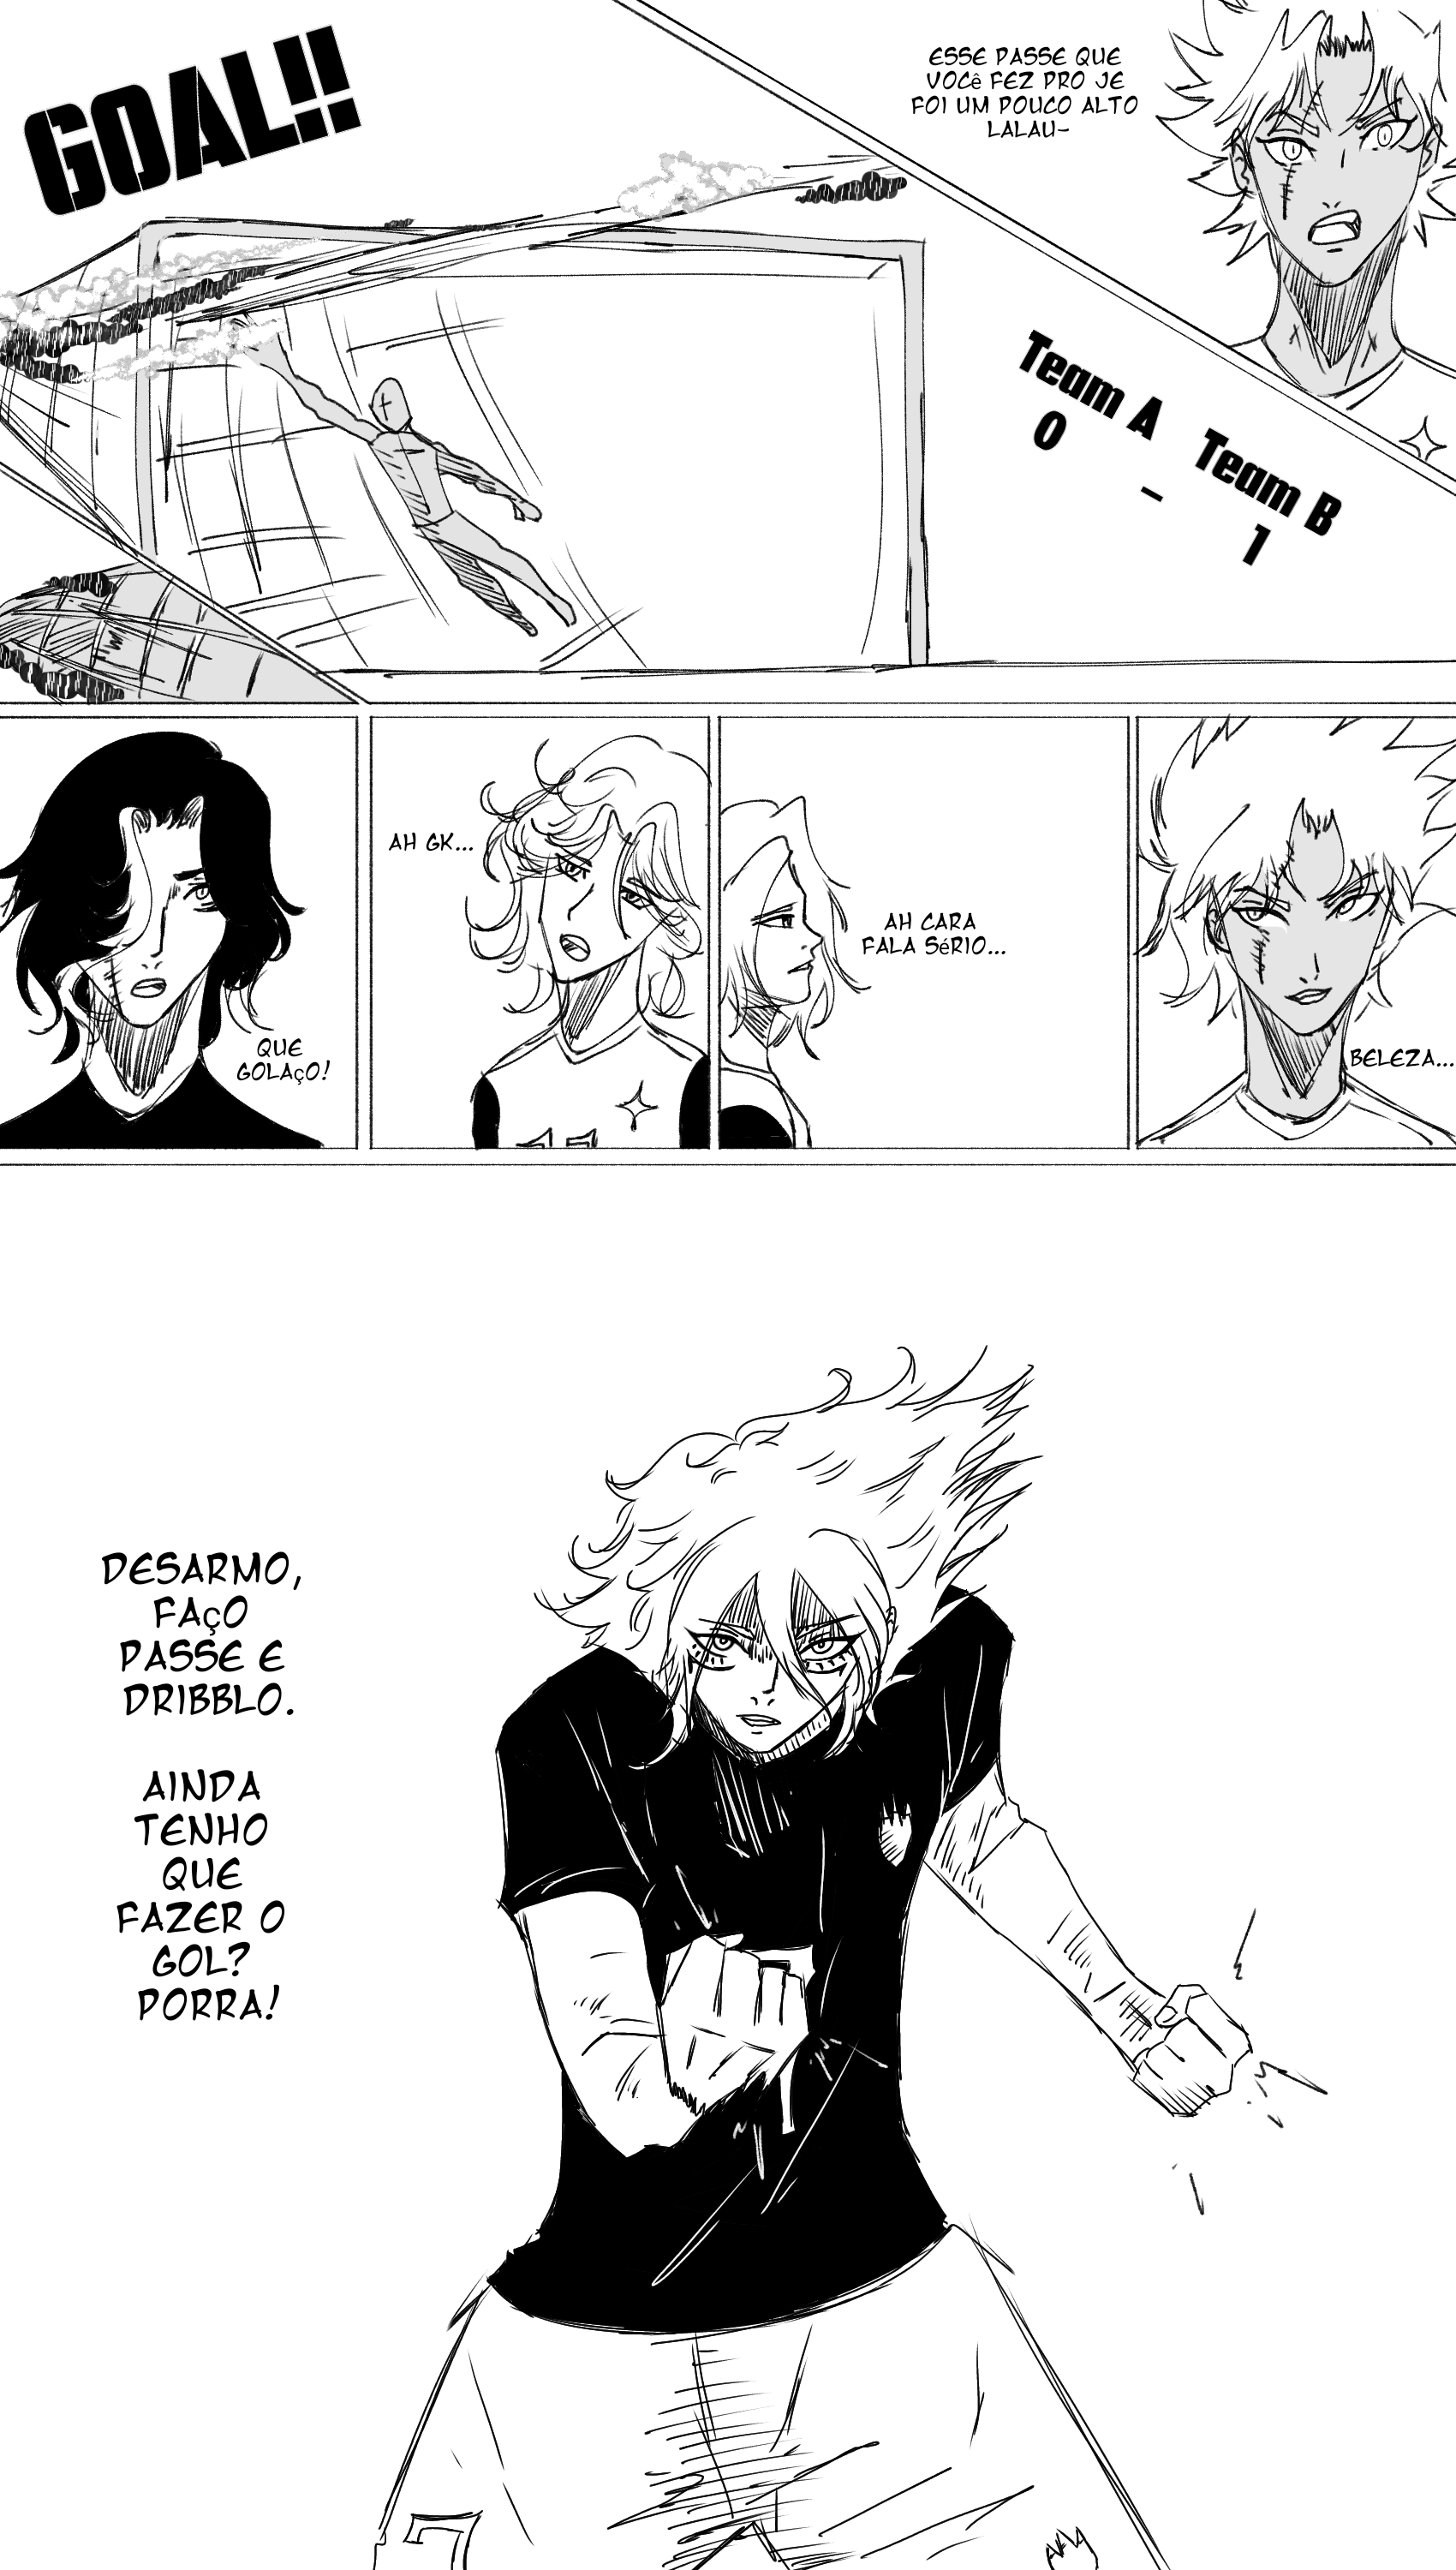 GOAL!!
ESSE PASSE QUE
VOCÊ FEZ PRO JE
FOI UM POUCO ALTO
LALAU-
Team A Team B
0 - 1
QUE
GOLAÇO!
AH GK...
AH CARA
FALA SÉRIO...
BELEZA...
DESARMO,
FAÇO
PASSE E
DRIBBLO.
AINDA
TENHO
QUE
FAZER O
GOL?
PORRA!